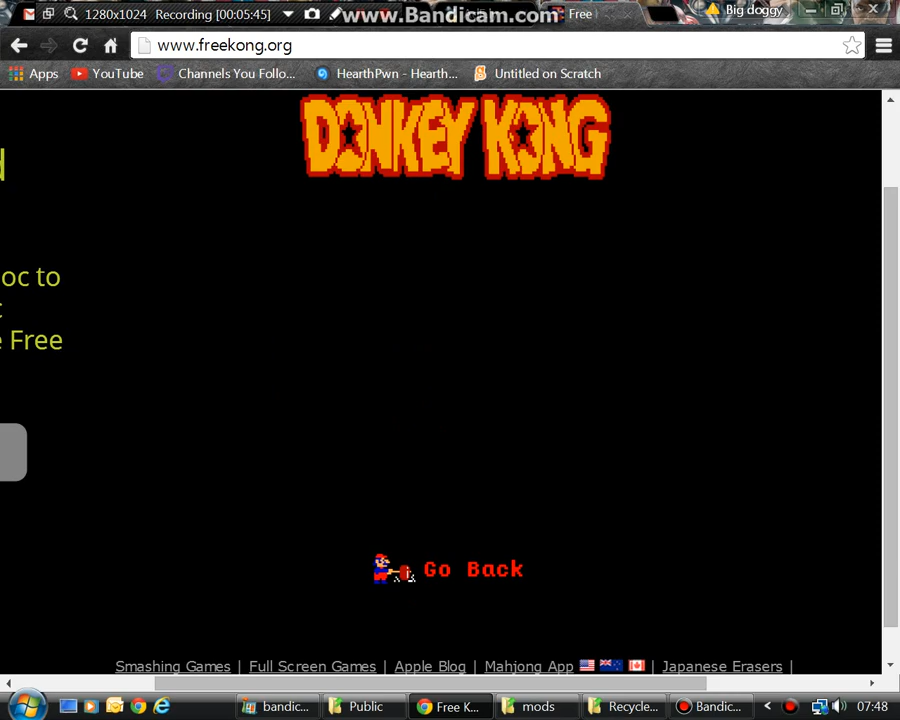 1280x1024 Recording [00:05:45] www.Bandicam.com Free Big doggy
www.freekong.org
Apps YouTube Channels You Follo... HearthPwn - Hearth... Untitled on Scratch
DONKEY KONG
d
oc to
Free
Go Back
Smashing Games | Full Screen Games | Apple Blog | Mahjong App | Japanese Erasers |
bandic... Public Free K... mods Recycle... Bandic... 07:48